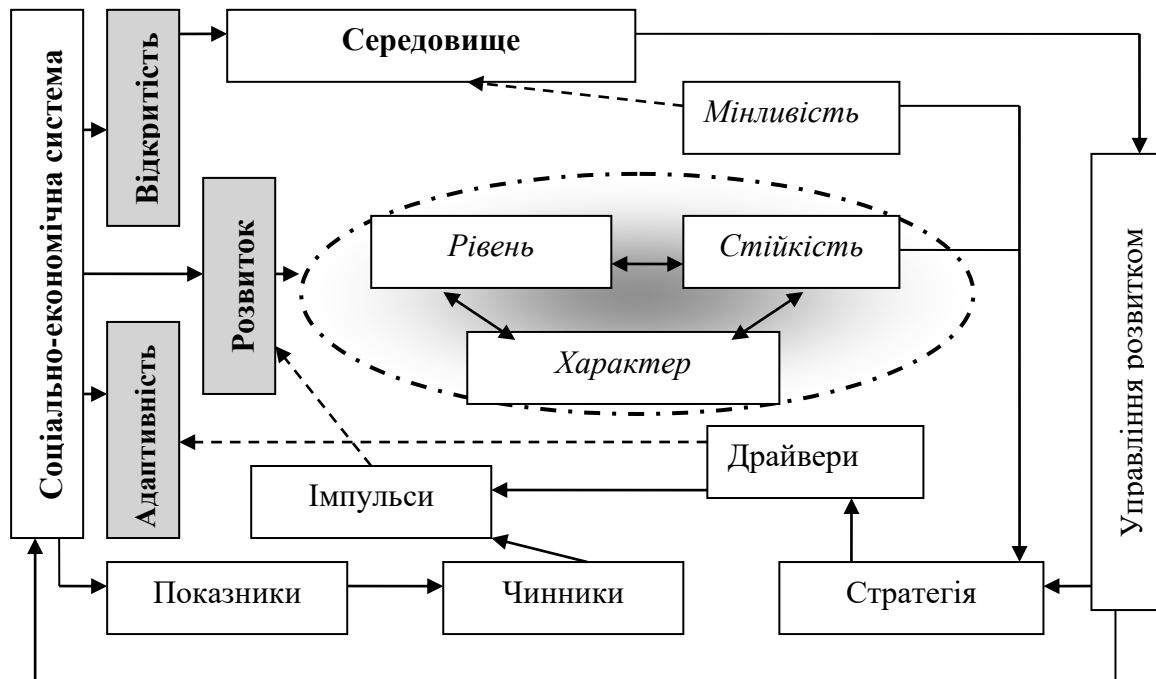 Соціально-економічна система
Відкритість
Середовище
Мінливість
Розвиток
Рівень
Стійкість
Характер
Управління розвитком
Адаптивність
Драйвери
Імпульси
Показники
Чинники
Стратегія